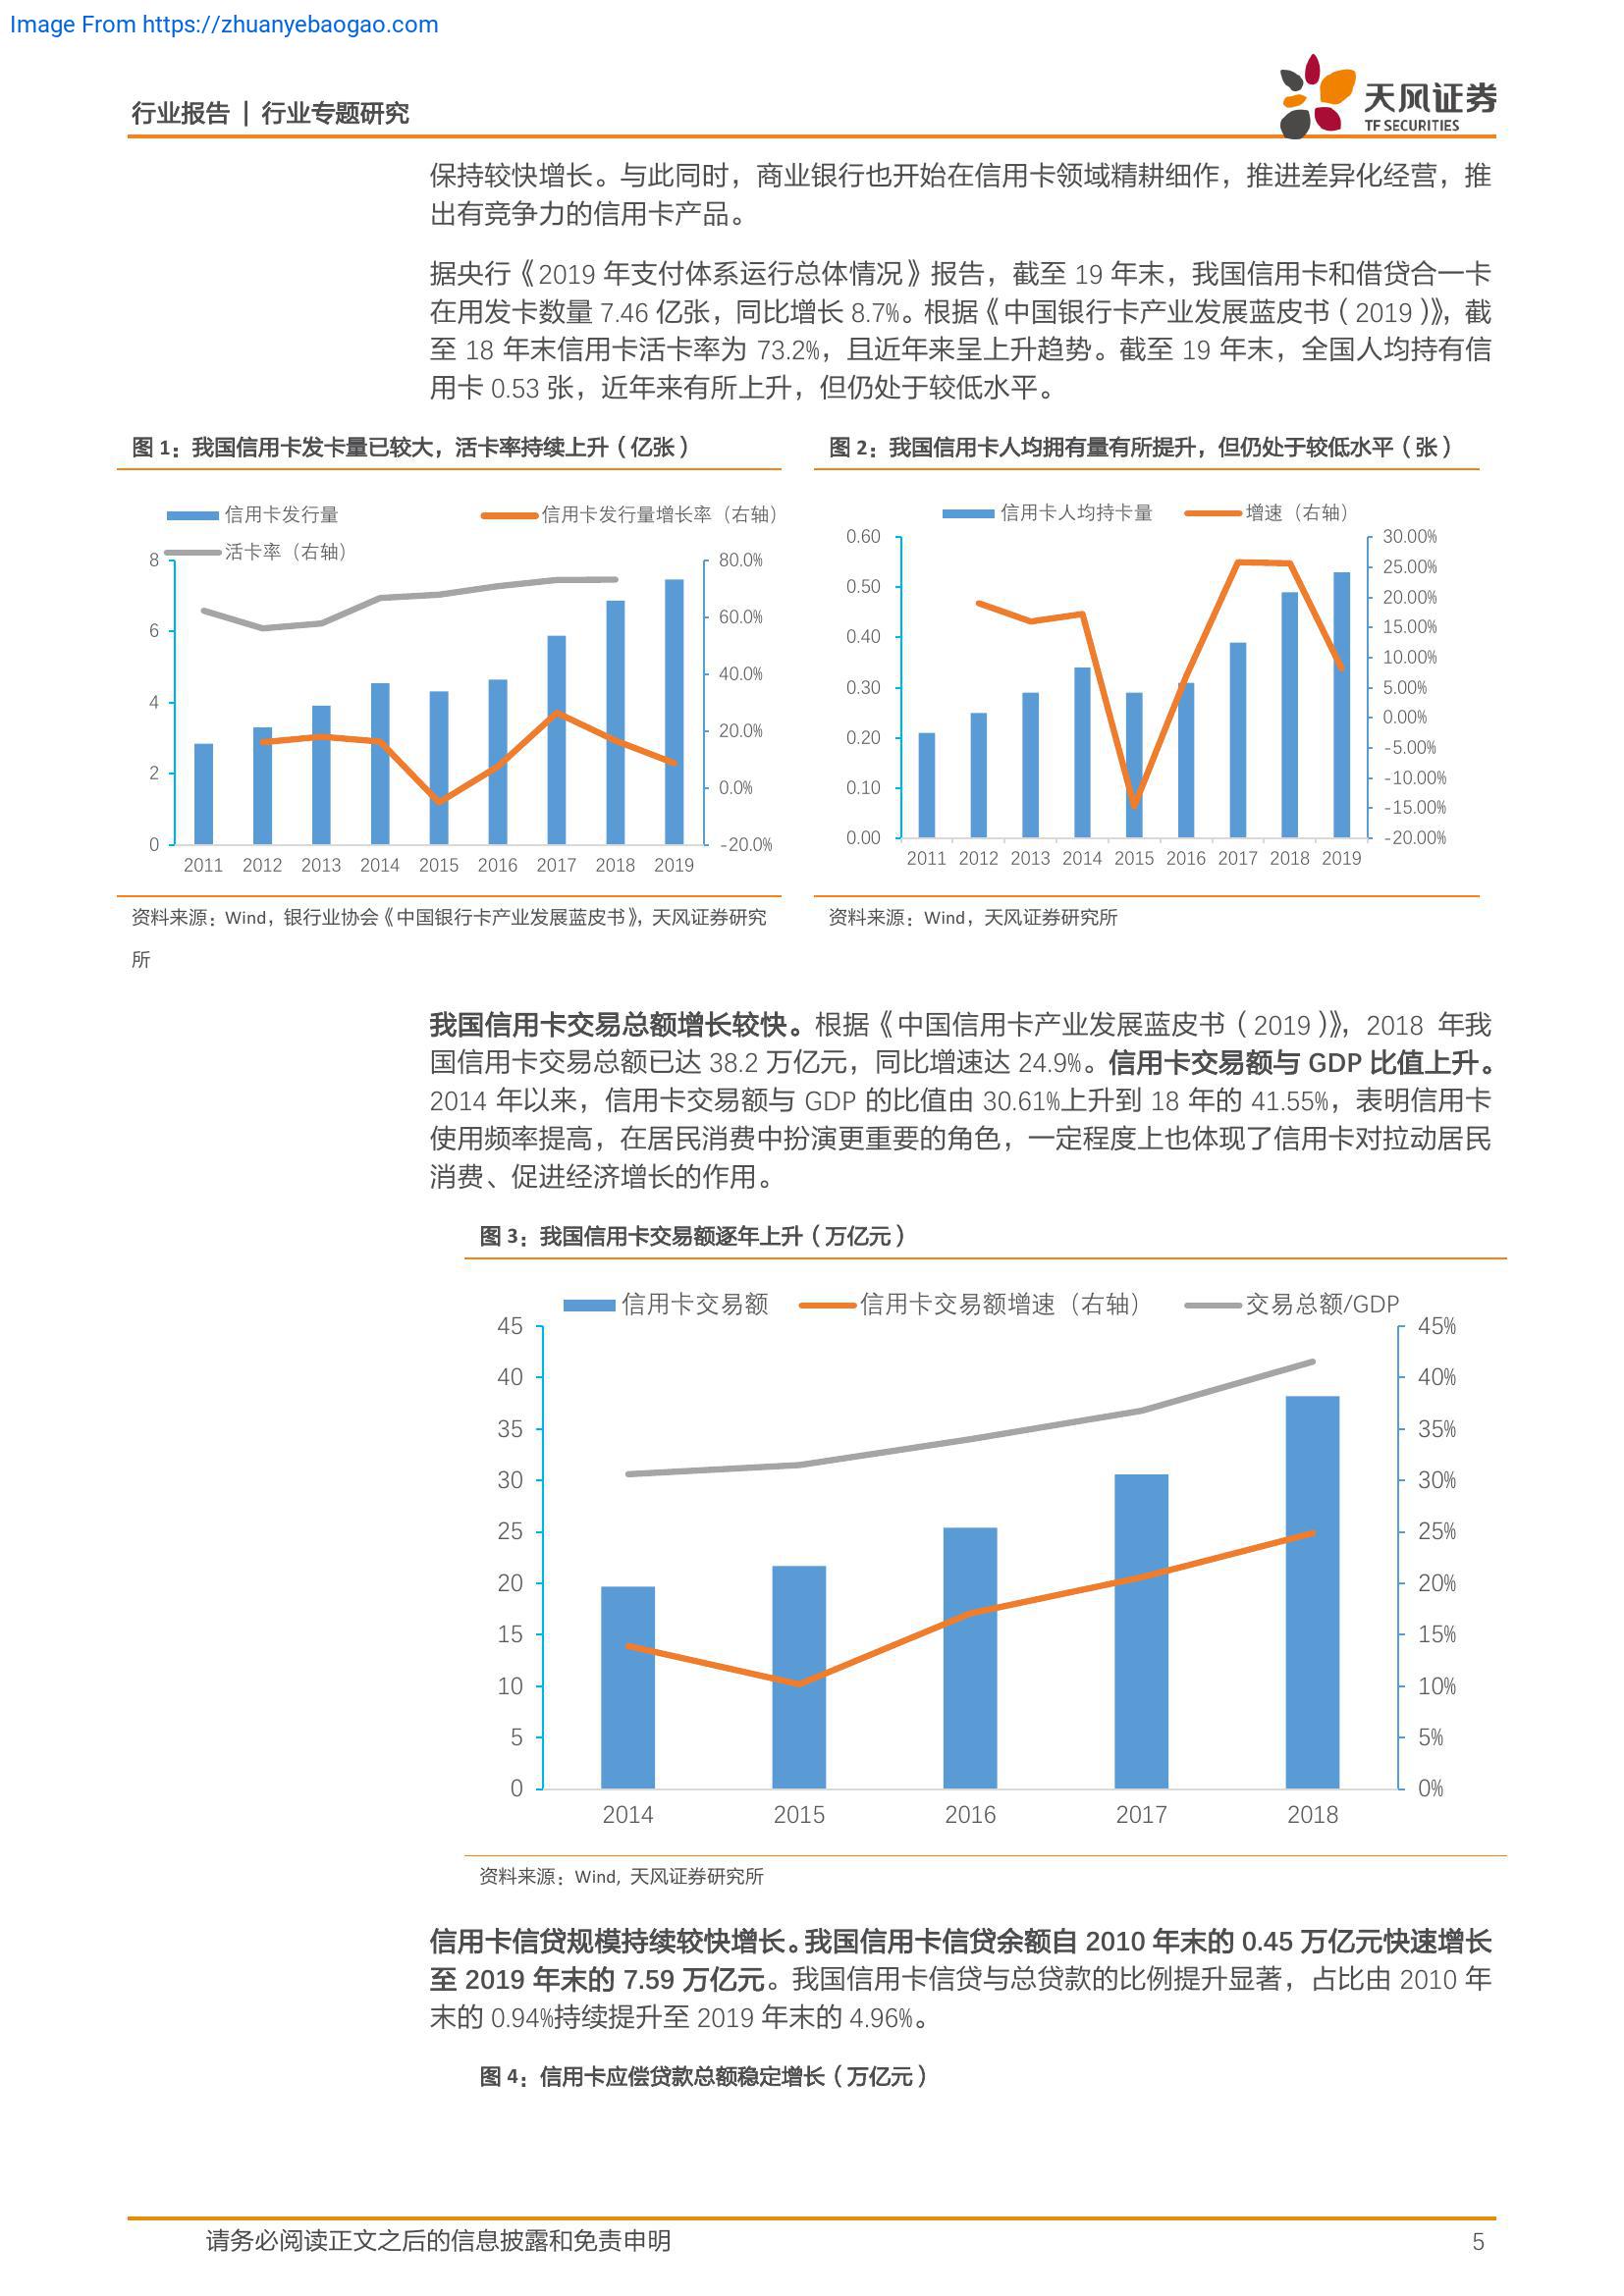 Image From https://zhuanyebaogao.com
行业报告 | 行业专题研究
天风证券
TF SECURITIES
保持较快增长。与此同时，商业银行也开始在信用卡领域精耕细作，推进差异化经营，推
出有竞争力的信用卡产品。
据央行《2019 年支付体系运行总体情况》报告，截至 19 年末，我国信用卡和借贷合一卡
在用发卡数量 7.46 亿张，同比增长 8.7%。根据《中国银行卡产业发展蓝皮书（2019）》，截
至 18 年末信用卡活卡率为 73.2%，且近年来呈上升趋势。截至 19 年末，全国人均持有信
用卡 0.53 张，近年来有所上升，但仍处于较低水平。
图 1：我国信用卡发卡量已较大，活卡率持续上升（亿张）
信用卡发行量
信用卡发行量增长率（右轴）
活卡率（右轴）
8
6
4
2
0
80.0%
60.0%
40.0%
20.0%
0.0%
-20.0%
2011 2012 2013 2014 2015 2016 2017 2018 2019
资料来源：Wind，银行业协会《中国银行卡产业发展蓝皮书》，天风证券研究
所
图 2：我国信用卡人均拥有量有所提升，但仍处于较低水平（张）
信用卡人均持卡量
增速（右轴）
0.60
0.50
0.40
0.30
0.20
0.10
0.00
30.00%
25.00%
20.00%
15.00%
10.00%
5.00%
0.00%
-5.00%
-10.00%
-15.00%
-20.00%
2011 2012 2013 2014 2015 2016 2017 2018 2019
资料来源：Wind，天风证券研究所
我国信用卡交易总额增长较快。根据《中国信用卡产业发展蓝皮书（2019）》，2018 年我
国信用卡交易总额已达 38.2 万亿元，同比增速达 24.9%。信用卡交易额与 GDP 比值上升。
2014 年以来，信用卡交易额与 GDP 的比值由 30.61%上升到 18 年的 41.55%，表明信用卡
使用频率提高，在居民消费中扮演更重要的角色，一定程度上也体现了信用卡对拉动居民
消费、促进经济增长的作用。
图 3：我国信用卡交易额逐年上升（万亿元）
信用卡交易额
信用卡交易额增速（右轴）
交易总额/GDP
45
40
35
30
25
20
15
10
5
0
45%
40%
35%
30%
25%
20%
15%
10%
5%
0%
2014 2015 2016 2017 2018
资料来源：Wind, 天风证券研究所
信用卡信贷规模持续较快增长。我国信用卡信贷余额自 2010 年末的 0.45 万亿元快速增长
至 2019 年末的 7.59 万亿元。我国信用卡信贷与总贷款的比例提升显著，占比由 2010 年
末的 0.94%持续提升至 2019 年末的 4.96%。
图 4：信用卡应偿贷款总额稳定增长（万亿元）
请务必阅读正文之后的信息披露和免责申明
5